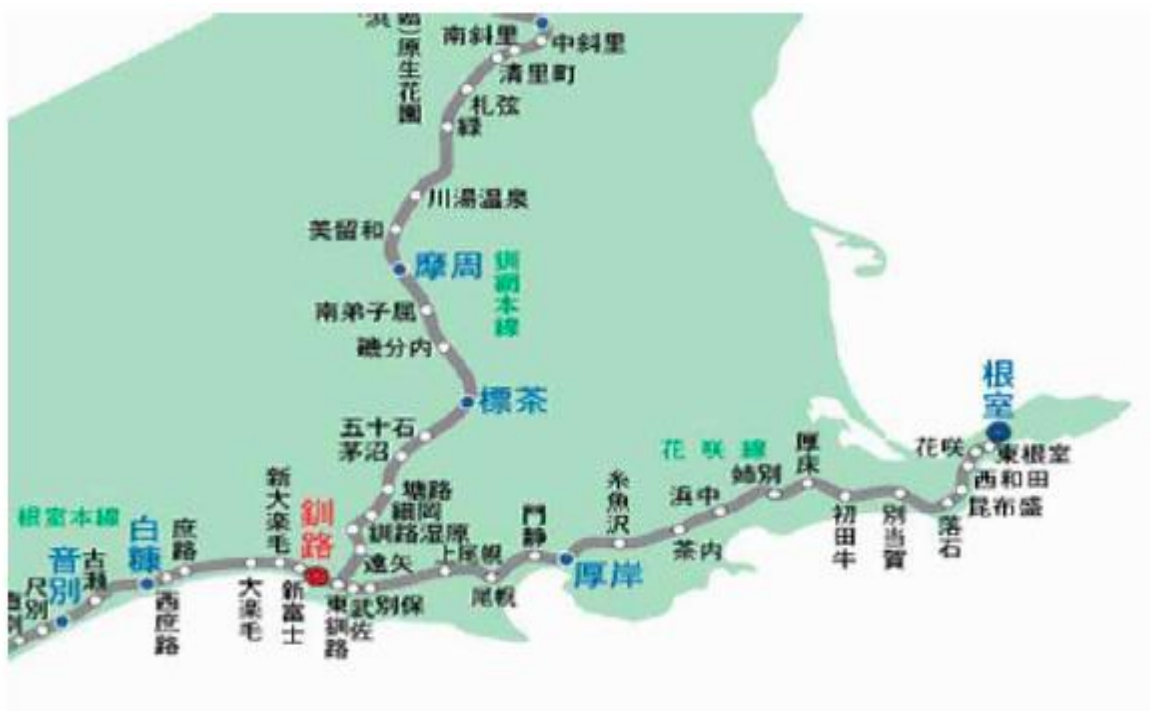 原生花園
南斜里
中斜里
清里町
札弦
緑
川湯温泉
美留和
摩周
釧網本線
南弟子屈
磯分内
標茶
五十石
茅沼
塘路
細岡
釧路湿原
遠矢
根室本線
尺別
音別
古瀬
白糠
庶路
西庶路
大楽毛
新大楽毛
新富士
釧路
東釧路
武佐
別保
上尾幌
尾幌
門静
厚岸
糸魚沢
茶内
浜中
花咲線
姉別
厚床
初田牛
別当賀
落石
昆布盛
西和田
花咲
東根室
根室